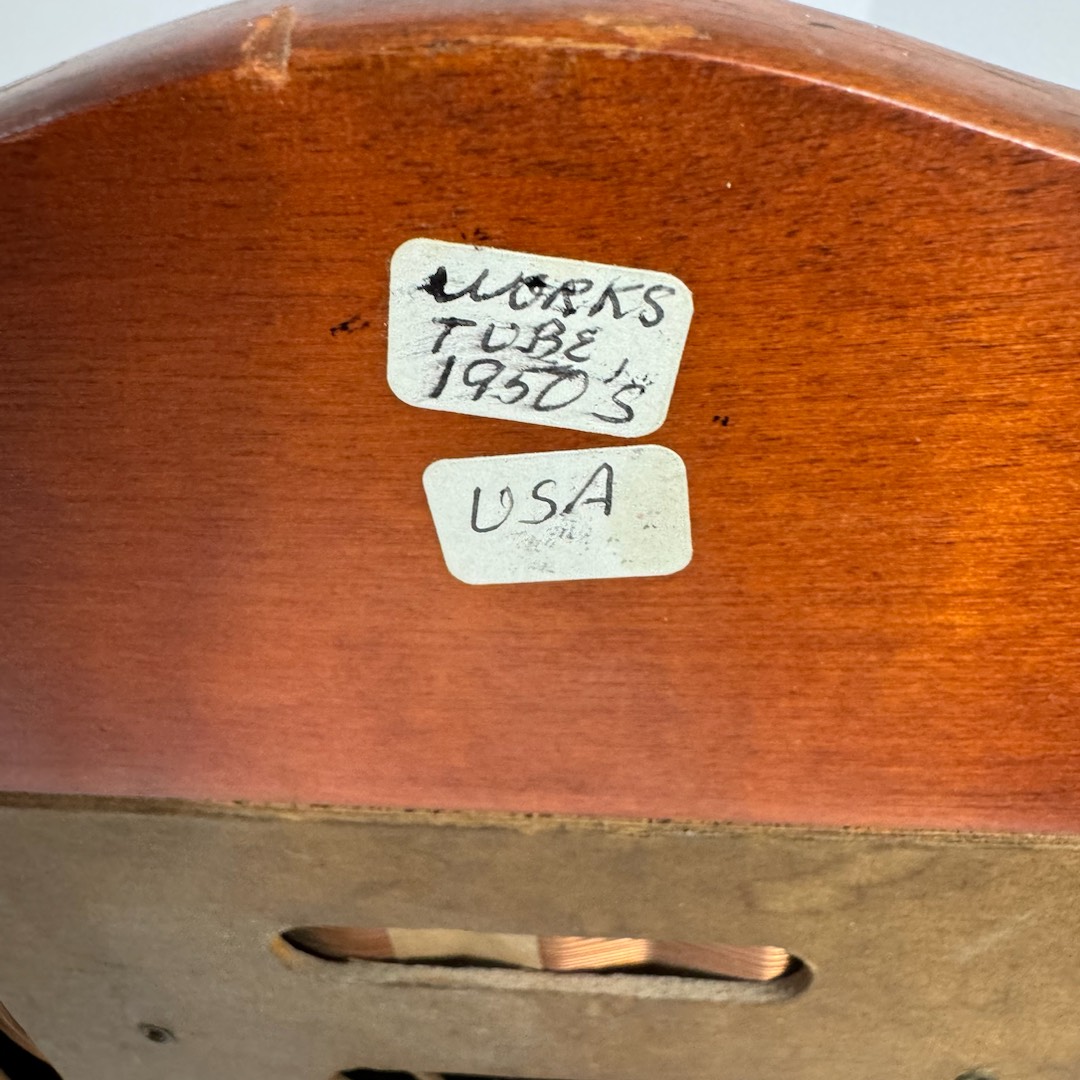 WORKS
TUBE,
1950'S
USA